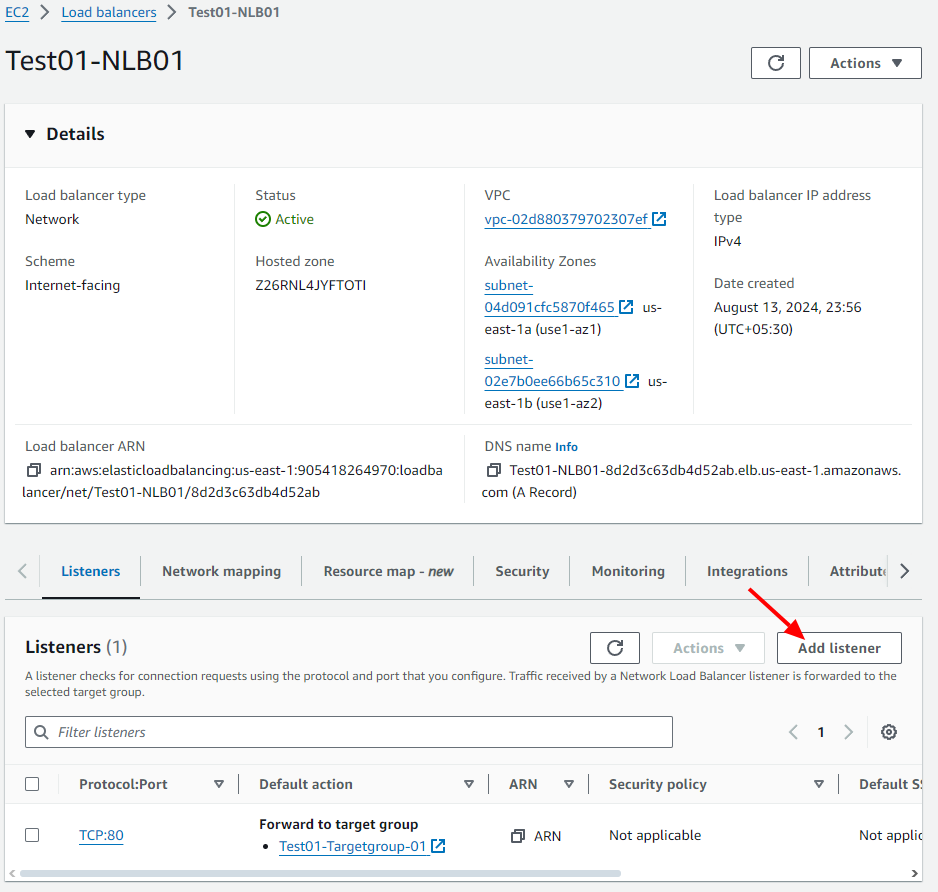 EC2 > Load balancers > Test01-NLB01
Test01-NLB01
Actions
Details
Load balancer type
Network
Scheme
Internet-facing
Status
Active
Hosted zone
Z26RNL4JYFTOTI
VPC
vpc-02d880379702307ef
Availability Zones
subnet-
04d091cfc5870f465 us-
east-1a (use1-az1)
subnet-
02e7b0ee66b65c310 us-
east-1b (use1-az2)
Load balancer IP address
type
IPv4
Date created
August 13, 2024, 23:56
(UTC+05:30)
Load balancer ARN
arn:aws:elasticloadbalancing:us-east-1:905418264970:loadba
lancer/net/Test01-NLB01/8d2d3c63db4d52ab
DNS name Info
Test01-NLB01-8d2d3c63db4d52ab.elb.us-east-1.amazonaws.
com (A Record)
Listeners Network mapping Resource map - new Security Monitoring Integrations Attribute
Listeners (1)
Actions
Add listener
A listener checks for connection requests using the protocol and port that you configure. Traffic received by a Network Load Balancer listener is forwarded to the
selected target group.
Filter listeners
1
Protocol:Port Default action ARN Security policy Default SS
TCP:80
Forward to target group
• Test01-Targetgroup-01
ARN
Not applicable
Not applic